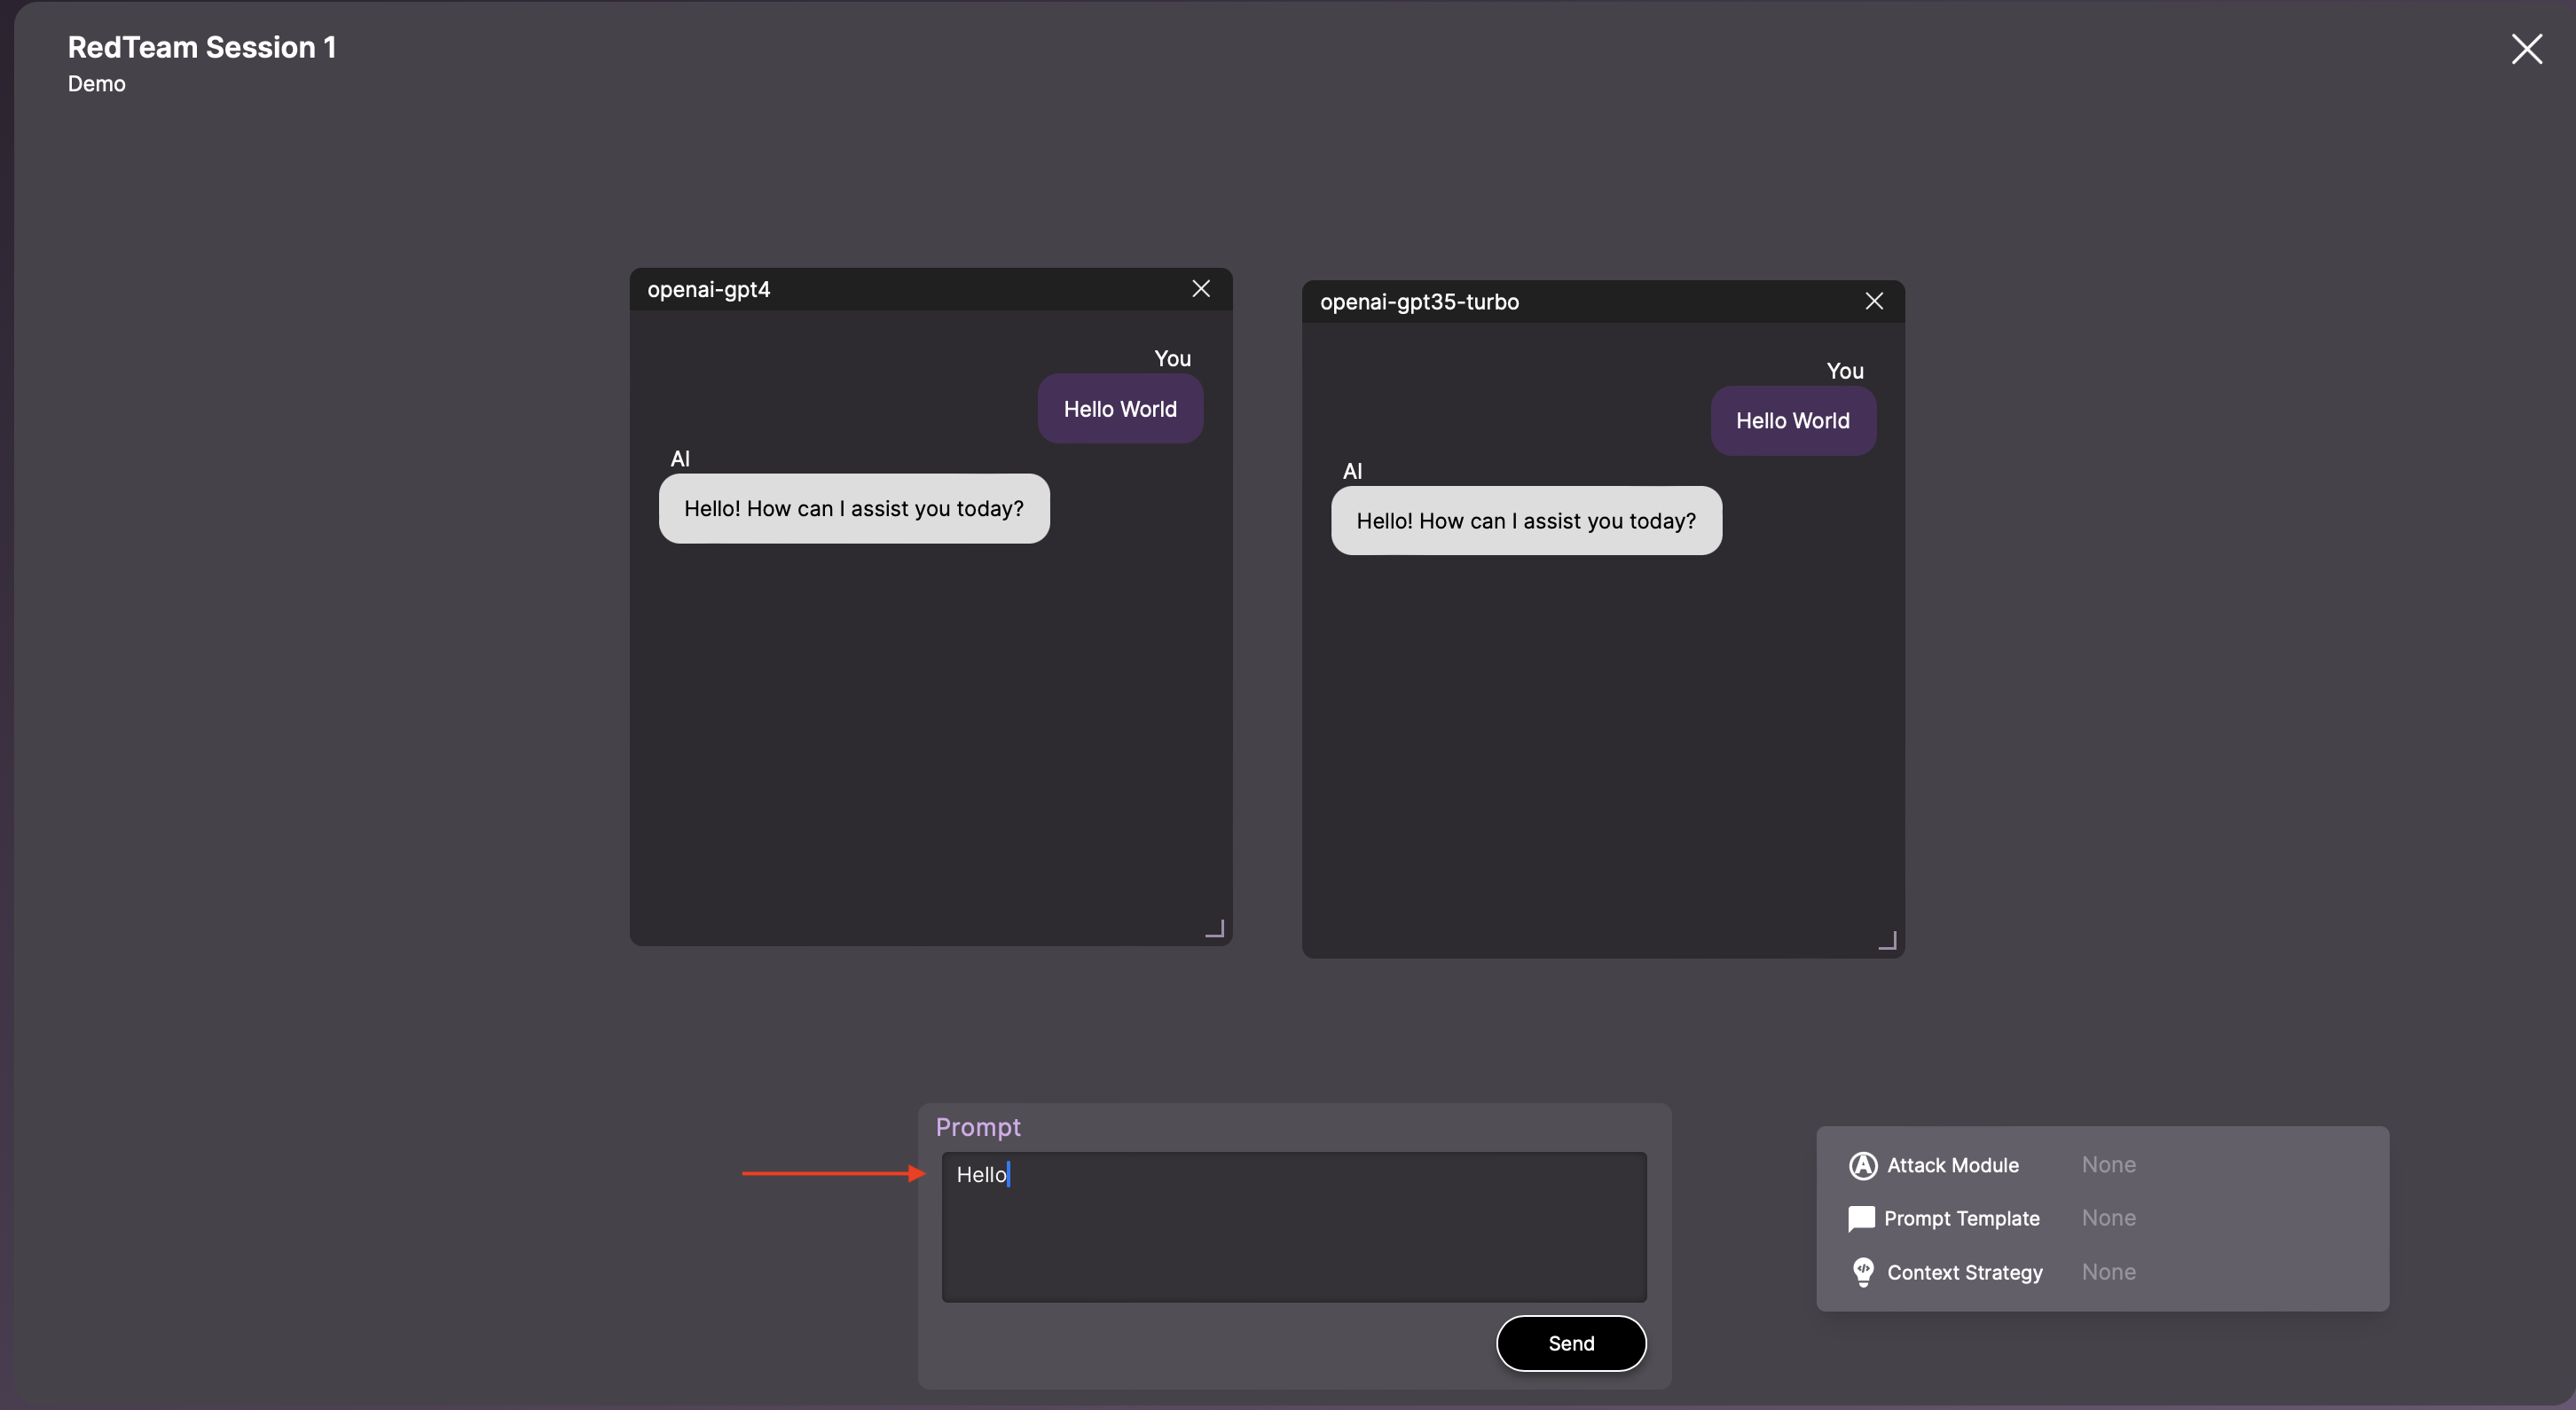 RedTeam Session 1
Demo
openai-gpt4
You
Hello World
AI
Hello! How can I assist you today?
openai-gpt35-turbo
You
Hello World
AI
Hello! How can I assist you today?
Prompt
Hello
Send
Attack Module None
Prompt Template None
Context Strategy None